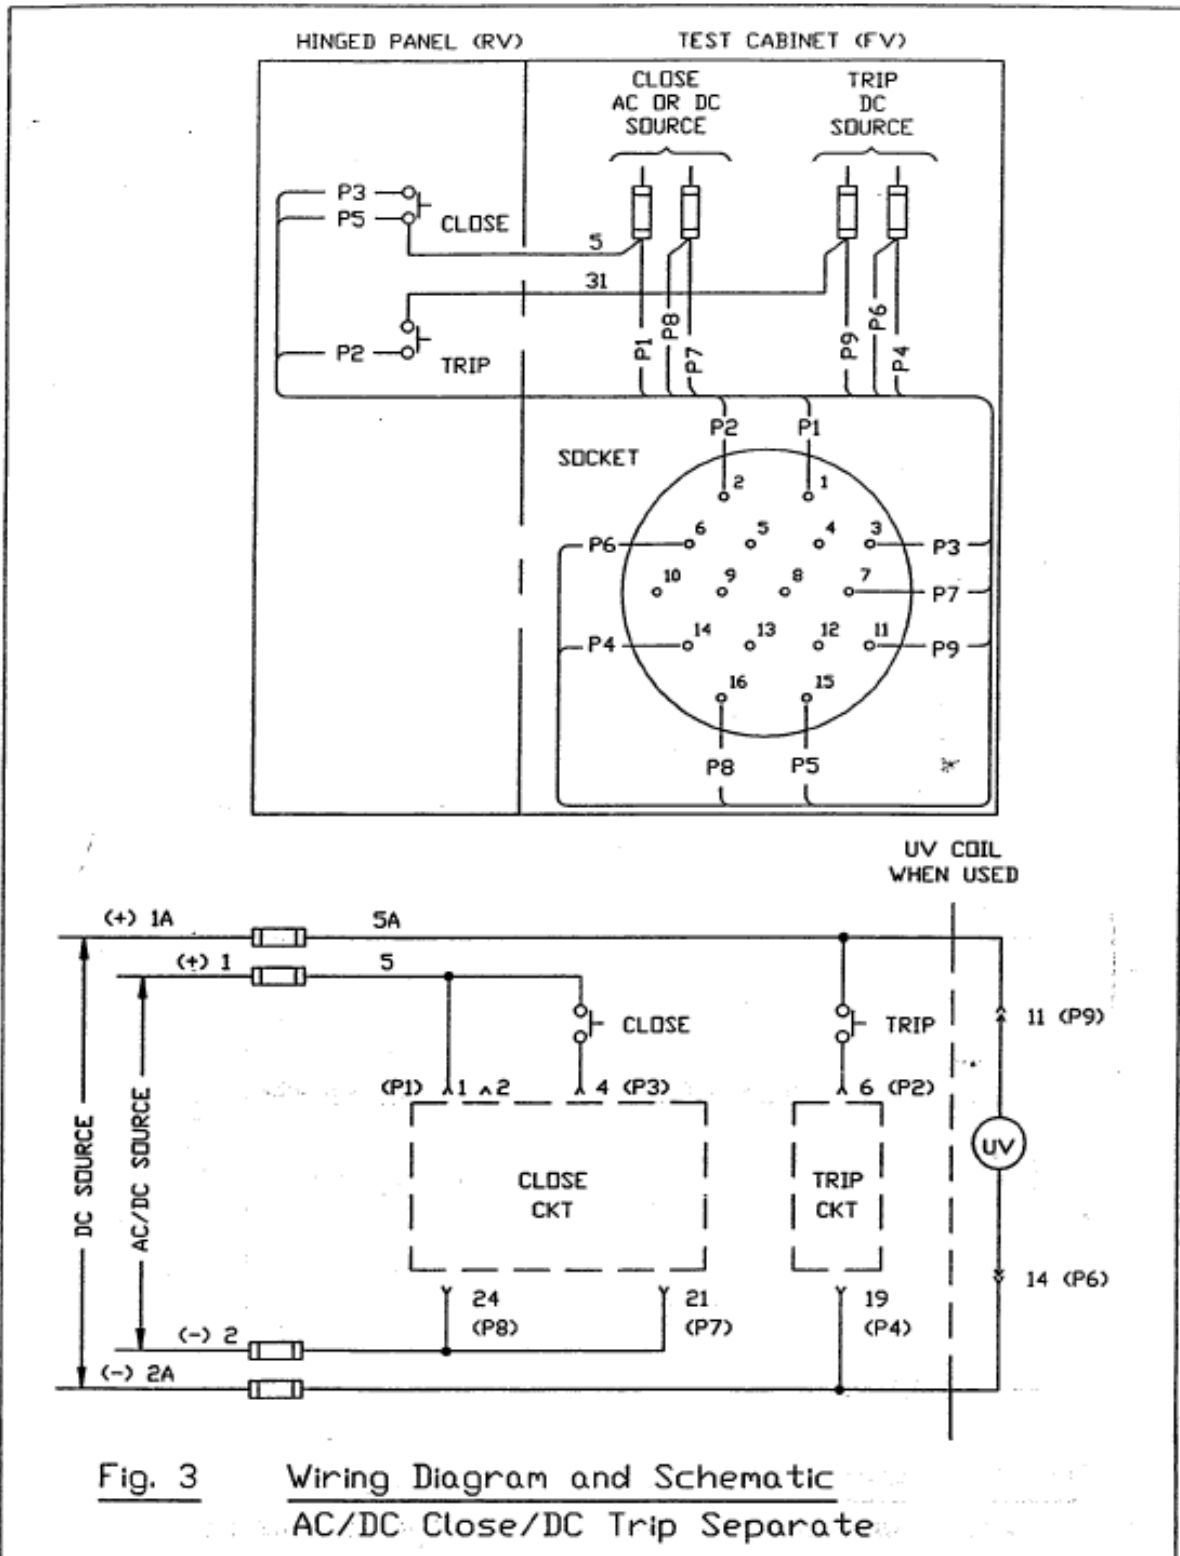 HINGED PANEL (RV) TEST CABINET (FV)
CLOSE
AC OR DC
SOURCE
TRIP
DC
SOURCE
P3
P5
CLOSE
5
31
P2
TRIP
P1
P8
P7
P9
P6
P4
P2 P1
SOCKET
2 1
P6 6 5 4 3 P3
10 9 8 7 P7
P4 14 13 12 11 P9
16 15
P8 P5
UV COIL
WHEN USED
(+) 1A 5A
(+) 1 5
CLOSE TRIP 11 (P9)
(P1) 1 2 4 (P3) 6 (P2)
DC SOURCE
AC/DC SOURCE
CLOSE
CKT
TRIP
CKT
UV
14 (P6)
24
(P8)
21
(P7)
19
(P4)
(-) 2
(-) 2A
Fig. 3 Wiring Diagram and Schematic
AC/DC Close/DC Trip Separate